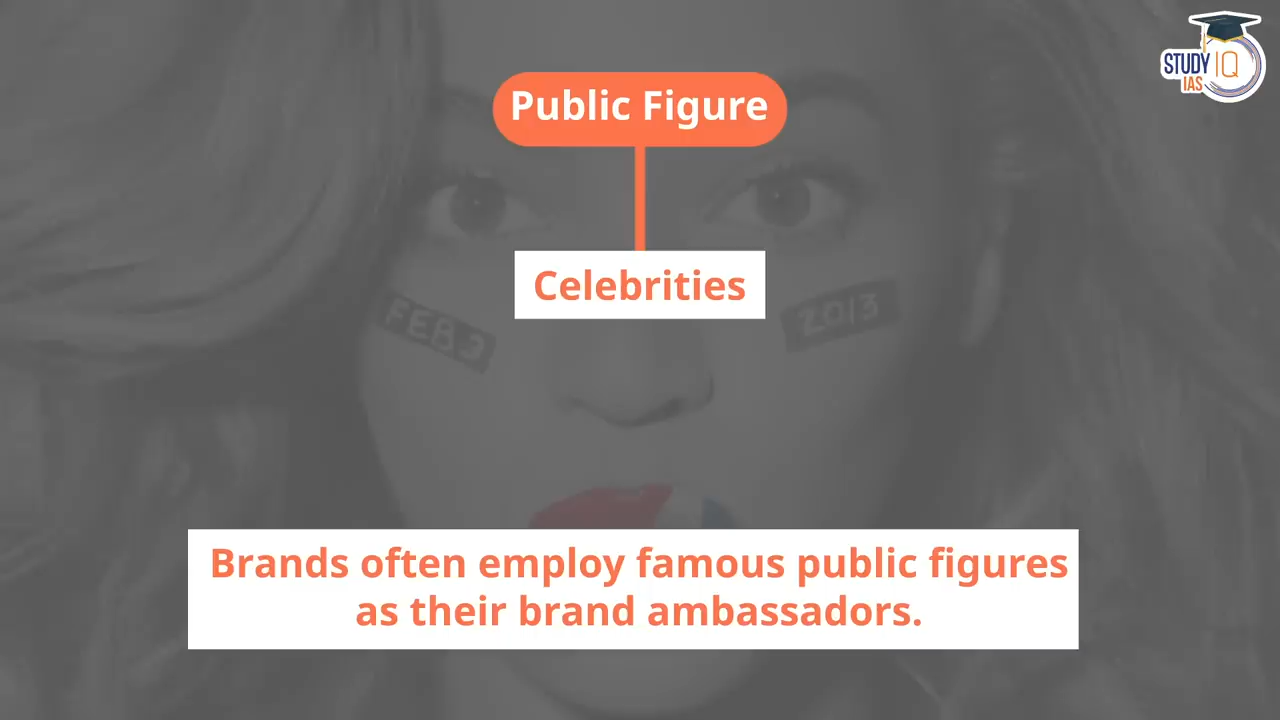 STUDY IQ
IAS
Public Figure
Celebrities
FEB 3
2013
Brands often employ famous public figures
as their brand ambassadors.